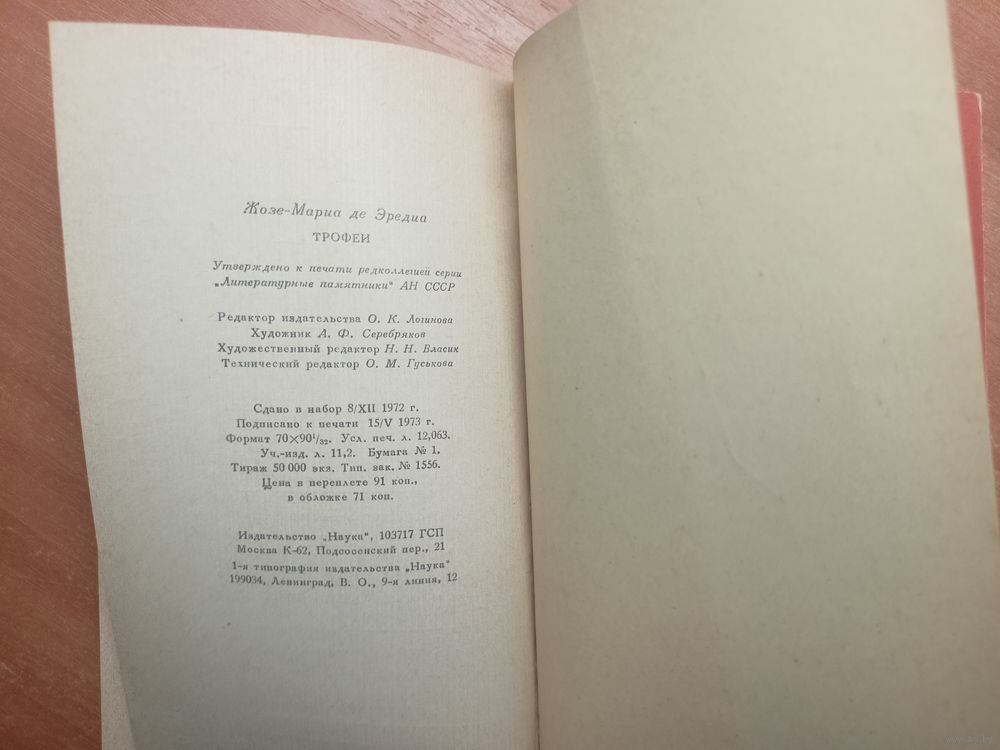 Жозе-Мариа де Эредиа
ТРОФЕИ
Утверждено к печати редколлегией серии
„Литературные памятники“ АН СССР
Редактор издательства О. К. Логинова
Художник А. Ф. Серебряков
Художественный редактор Н. Н. Власик
Технический редактор О. М. Гуськова
Сдано в набор 8/XII 1972 г.
Подписано к печати 15/V 1973 г.
Формат 70×90¹/₃₂. Усл. печ. л. 12,063.
Уч.-изд. л. 11,2. Бумага № 1.
Тираж 50 000 экз. Тип. зак. № 1556.
Цена в переплете 91 коп.,
в обложке 71 коп.
Издательство „Наука“, 103717 ГСП
Москва К-62, Подсосенский пер., 21
1-я типография издательства „Наука“
199034, Ленинград, В. О., 9-я линия, 12